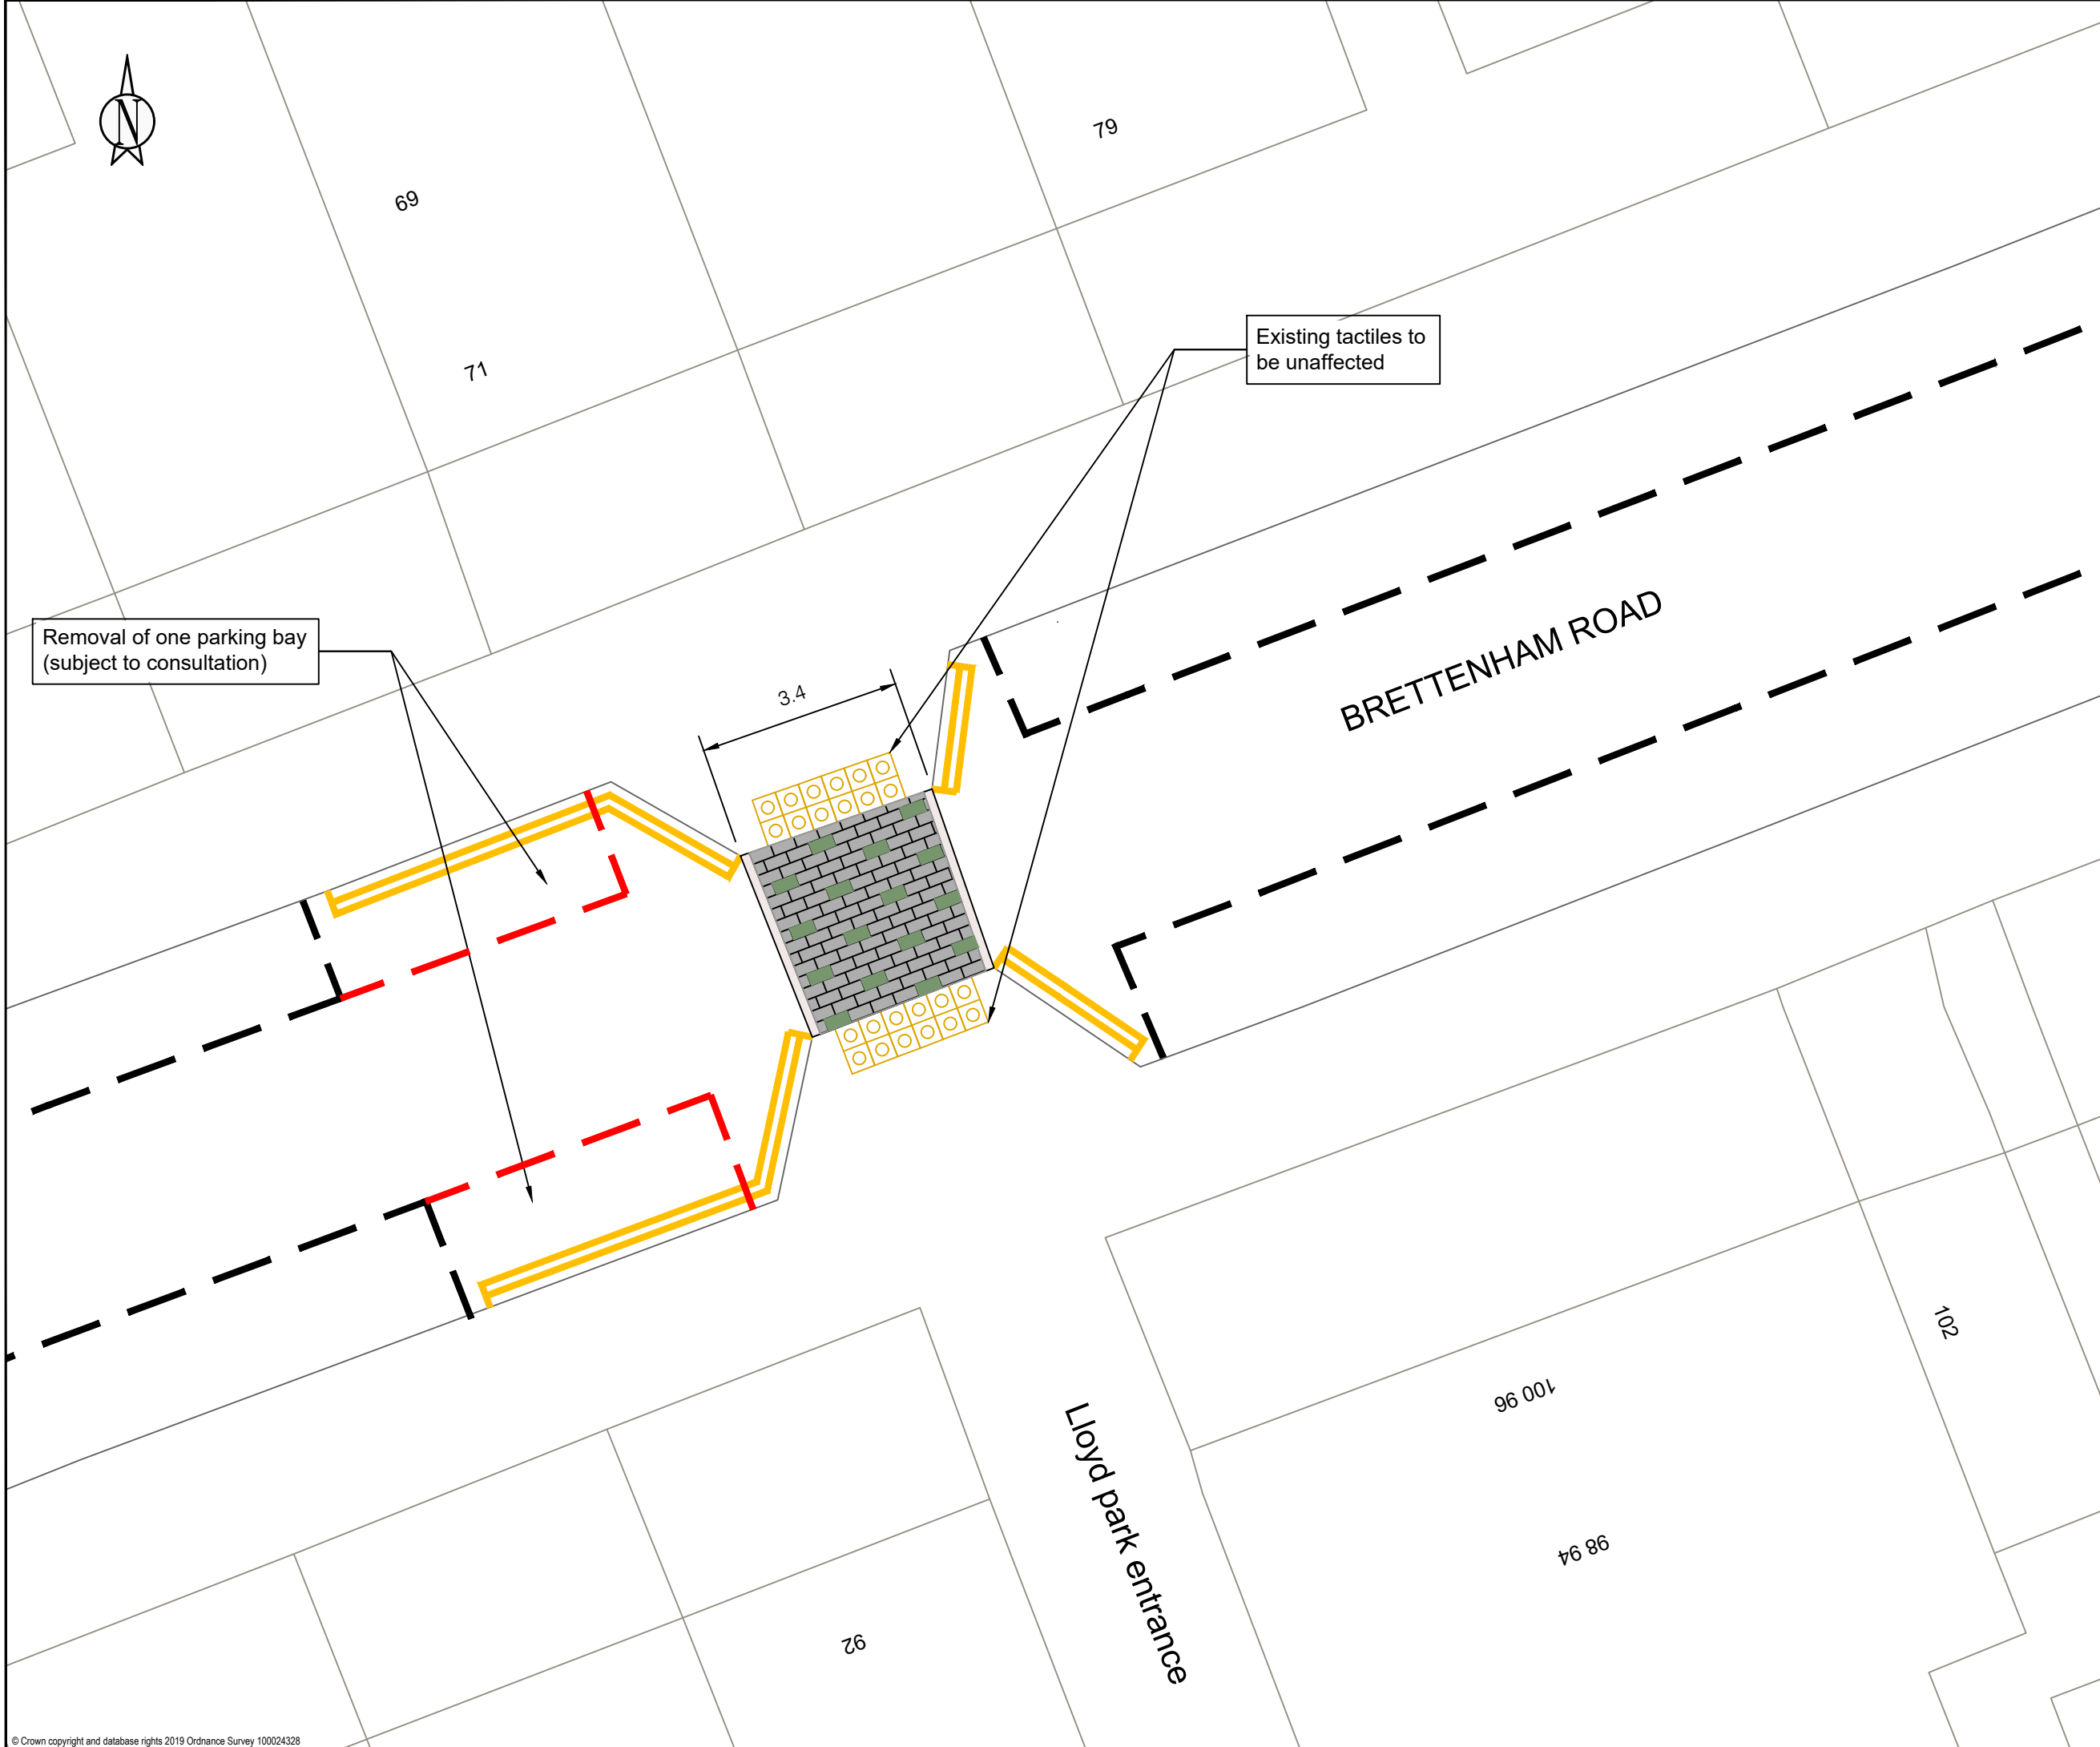 N
79
69
71
Existing tactiles to
be unaffected
BRETTENHAM ROAD
Removal of one parking bay
(subject to consultation)
3.4
102
100 96
Lloyd park entrance
98 94
92
© Crown copyright and database rights 2019 Ordnance Survey 100024328